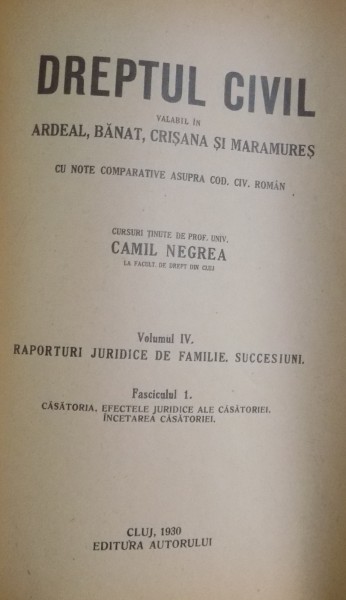 DREPTUL CIVIL
VALABIL ÎN
ARDEAL, BĂNAT, CRIȘANA ȘI MARAMUREȘ
CU NOTE COMPARATIVE ASUPRA COD. CIV. ROMÂN
CURSURI ȚINUTE DE PROF. UNIV.
CAMIL NEGREA
LA FACULT. DE DREPT DIN CLUJ
Volumul IV.
RAPORTURI JURIDICE DE FAMILIE. SUCCESIUNI.
Fasciculul 1.
CĂSĂTORIA. EFECTELE JURIDICE ALE CĂSĂTORIEI.
ÎNCETAREA CĂSĂTORIEI.
CLUJ, 1930
EDITURA AUTORULUI